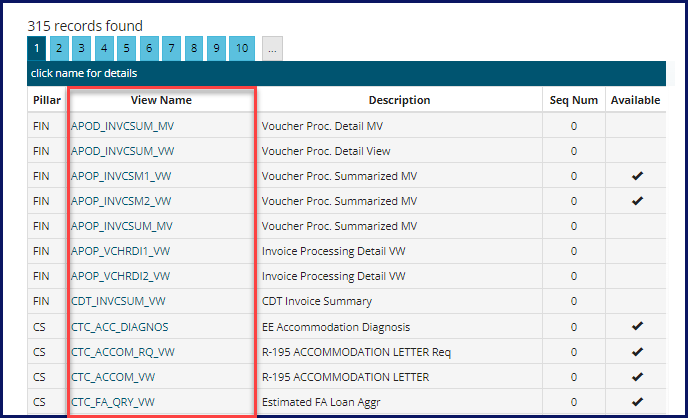 315 records found
1 2 3 4 5 6 7 8 9 10 ...
click name for details
Pillar View Name Description Seq Num Available
FIN APOD_INVCSUM_MV Voucher Proc. Detail MV 0
FIN APOD_INVCSUM_VW Voucher Proc. Detail View 0
FIN APOP_INVCSM1_VW Voucher Proc. Summarized MV 0 ✔
FIN APOP_INVCSM2_VW Voucher Proc. Summarized MV 0 ✔
FIN APOP_INVCSUM_MV Voucher Proc. Summarized MV 0
FIN APOP_VCHRDI1_VW Invoice Processing Detail VW 0
FIN APOP_VCHRDI2_VW Invoice Processing Detail VW 0
FIN CDT_INVCSUM_VW CDT Invoice Summary 0
CS CTC_ACC_DIAGNOS EE Accommodation Diagnosis 0 ✔
CS CTC_ACCOM_RQ_VW R-195 ACCOMMODATION LETTER Req 0 ✔
CS CTC_ACCOM_VW R-195 ACCOMMODATION LETTER 0 ✔
CS CTC_FA_QRY_VW Estimated FA Loan Aggr 0 ✔